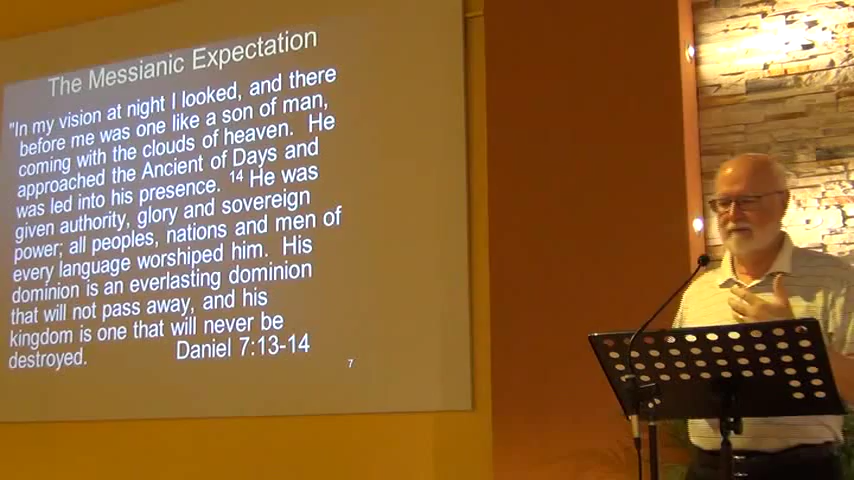 The Messianic Expectation
"In my vision at night I looked, and there
before me was one like a son of man,
coming with the clouds of heaven. He
approached the Ancient of Days and
was led into his presence. 14 He was
given authority, glory and sovereign
power; all peoples, nations and men of
every language worshiped him. His
dominion is an everlasting dominion
that will not pass away, and his
kingdom is one that will never be
destroyed. Daniel 7:13-14
7